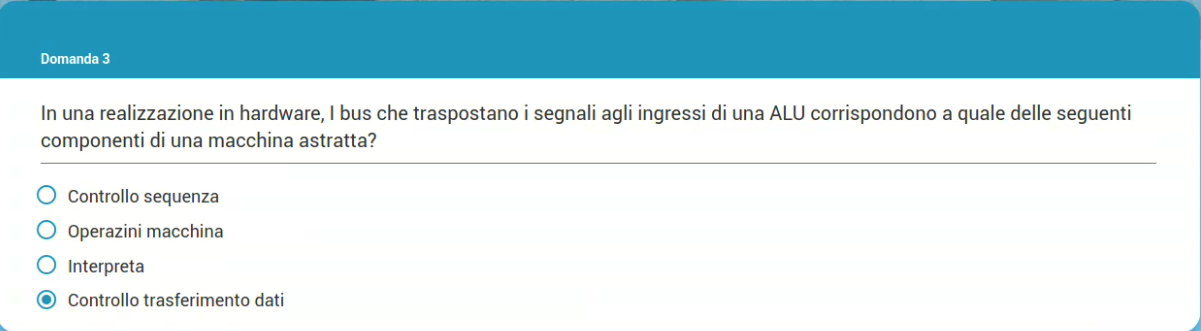 Domanda 3
In una realizzazione in hardware, I bus che traspostano i segnali agli ingressi di una ALU corrispondono a quale delle seguenti
componenti di una macchina astratta?
Controllo sequenza
Operazini macchina
Interpreta
Controllo trasferimento dati